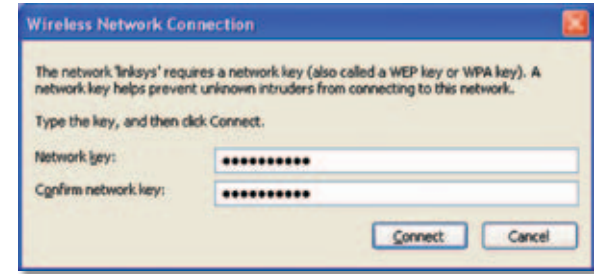 Wireless Network Connection
The network 'linksys' requires a network key (also called a WEP key or WPA key). A
network key helps prevent unknown intruders from connecting to this network.
Type the key, and then click Connect.
Network key: ••••••••••
Confirm network key: ••••••••••
Connect Cancel